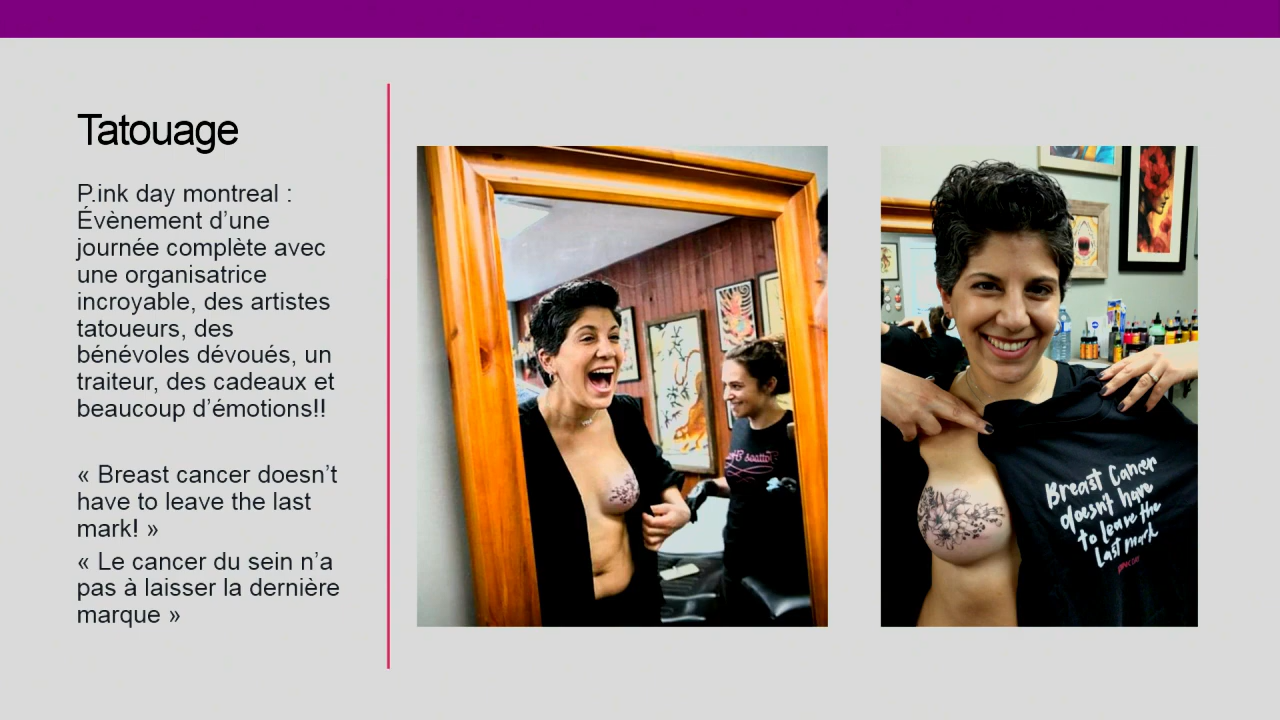 Tatouage
P.ink day montreal :
Évènement d’une
journée complète avec
une organisatrice
incroyable, des artistes
tatoueurs, des
bénévoles dévoués, un
traiteur, des cadeaux et
beaucoup d’émotions!!
« Breast cancer doesn’t
have to leave the last
mark! »
« Le cancer du sein n’a
pas à laisser la dernière
marque »
Breast Cancer
doesn't have
to leave the
last mark